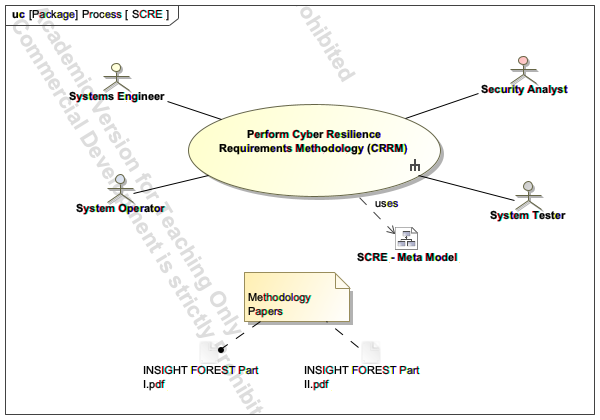 uc [Package] Process [ SCRE ]
Academic Version for Teaching Only
Commercial Development is strictly Prohibit
ohibited
Systems Engineer
Security Analyst
Perform Cyber Resilience
Requirements Methodology (CRRM)
System Operator
System Tester
uses
SCRE - Meta Model
Methodology
Papers
INSIGHT FOREST Part
I.pdf
INSIGHT FOREST Part
II.pdf